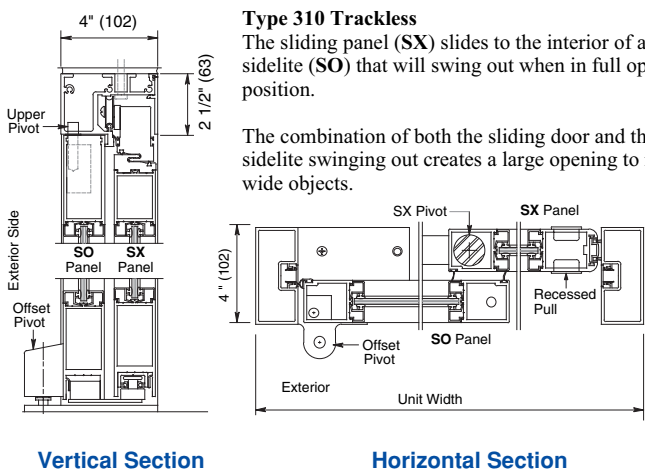 4" (102)
2 1/2" (63)
Upper
Pivot
Exterior Side
SO
Panel
SX
Panel
Offset
Pivot
Type 310 Trackless
The sliding panel (SX) slides to the interior of a
sidelite (SO) that will swing out when in full op
position.
The combination of both the sliding door and th
sidelite swinging out creates a large opening to
wide objects.
SX Pivot
SX Panel
4 " (102)
Recessed
Pull
SO Panel
Offset
Pivot
Exterior
Unit Width
Vertical Section
Horizontal Section